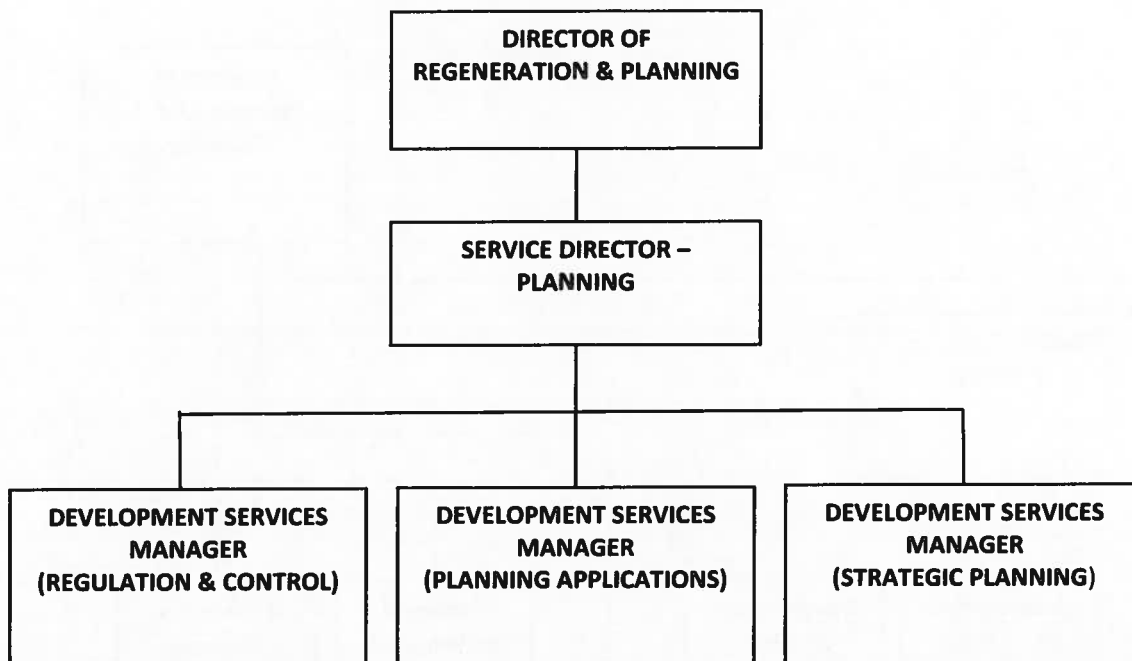 DIRECTOR OF
REGENERATION & PLANNING
SERVICE DIRECTOR –
PLANNING
DEVELOPMENT SERVICES
MANAGER
(REGULATION & CONTROL)
DEVELOPMENT SERVICES
MANAGER
(PLANNING APPLICATIONS)
DEVELOPMENT SERVICES
MANAGER
(STRATEGIC PLANNING)